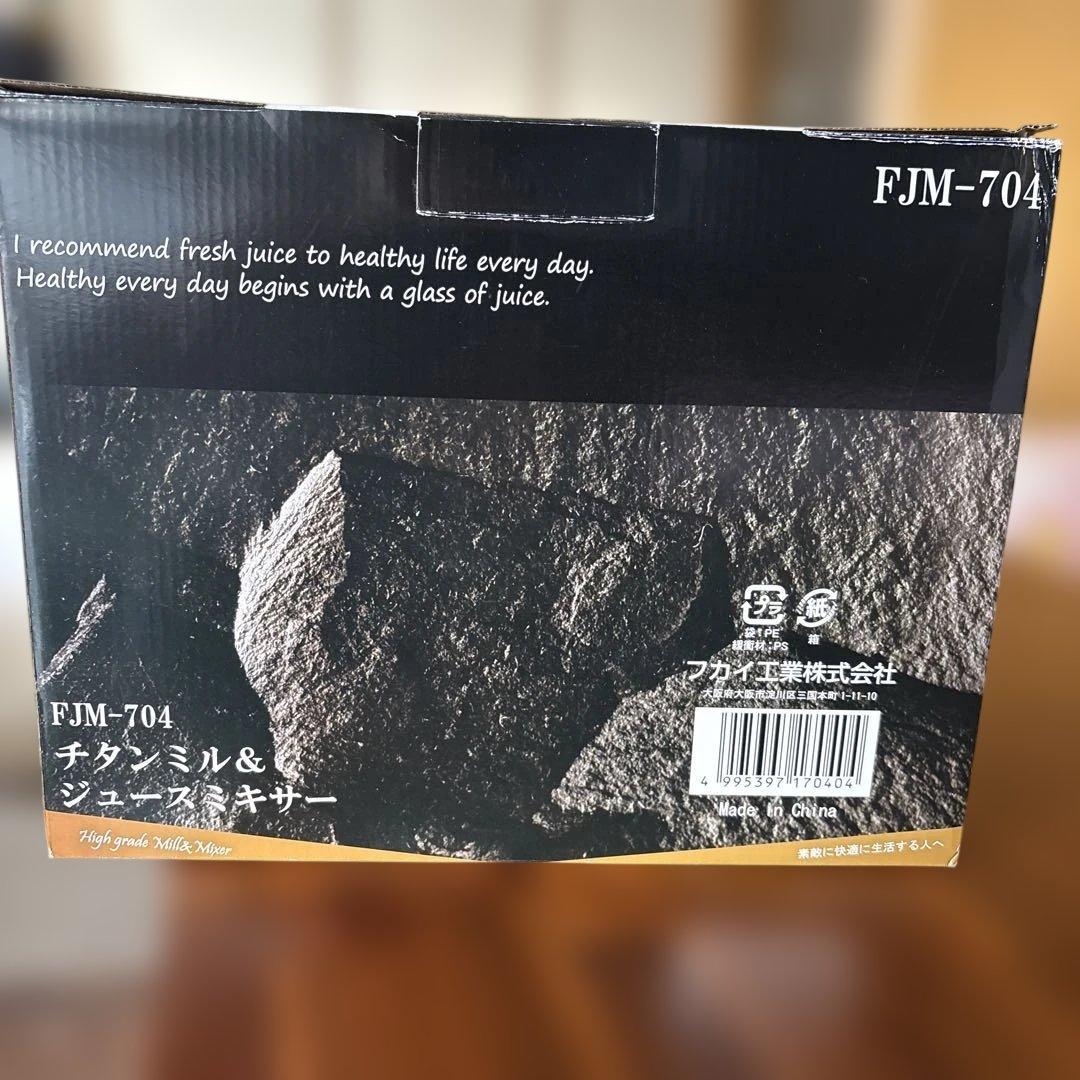 FJM-704
I recommend fresh juice to healthy life every day.
Healthy every day begins with a glass of juice.
プラ
紙
袋:PE
緩衝材:PS
箱
フカイ工業株式会社
大阪府大阪市淀川区三国本町1-11-10
4 995397 170404
Made in China
FJM-704
チタンミル&
ジュースミキサー
High grade Mill& Mixer
素敵に快適に生活する人へ